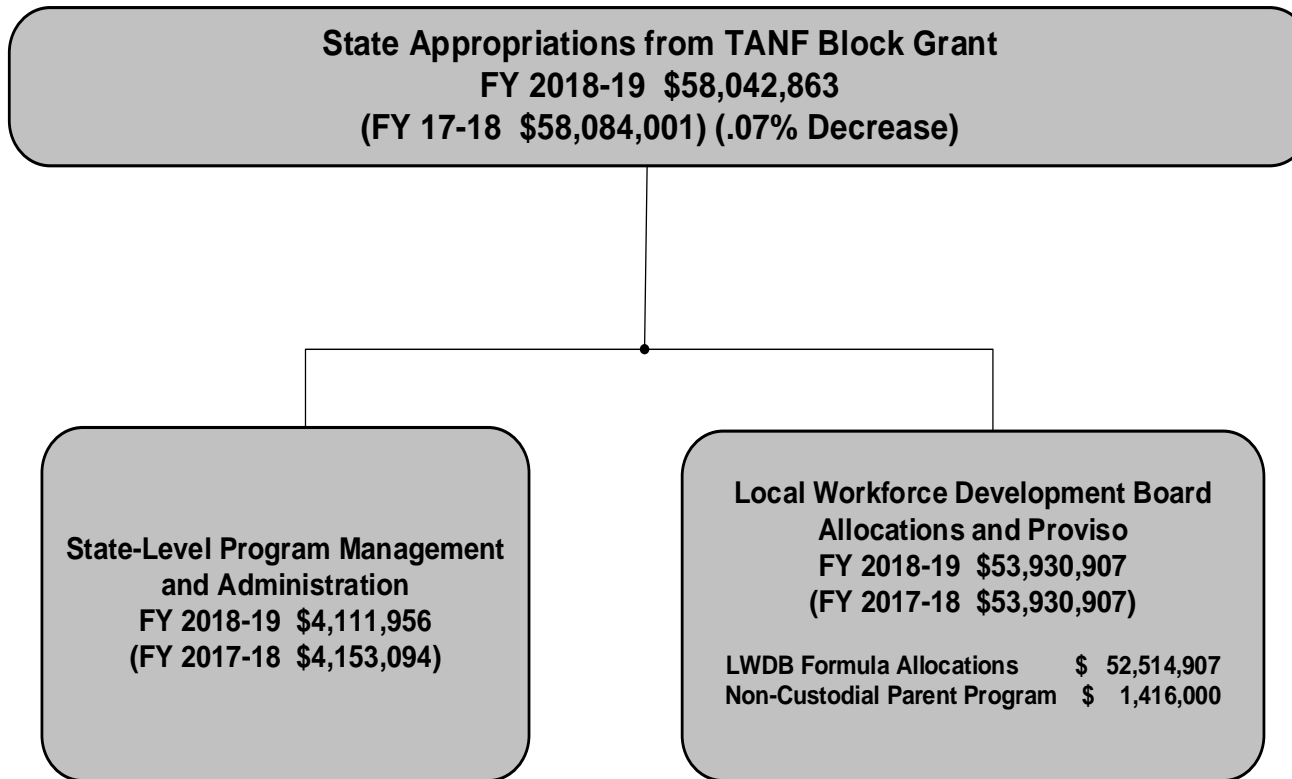 State Appropriations from TANF Block Grant
FY 2018-19 $58,042,863
(FY 17-18 $58,084,001) (.07% Decrease)
State-Level Program Management
and Administration
FY 2018-19 $4,111,956
(FY 2017-18 $4,153,094)
Local Workforce Development Board
Allocations and Proviso
FY 2018-19 $53,930,907
(FY 2017-18 $53,930,907)
LWDB Formula Allocations $ 52,514,907
Non-Custodial Parent Program $ 1,416,000